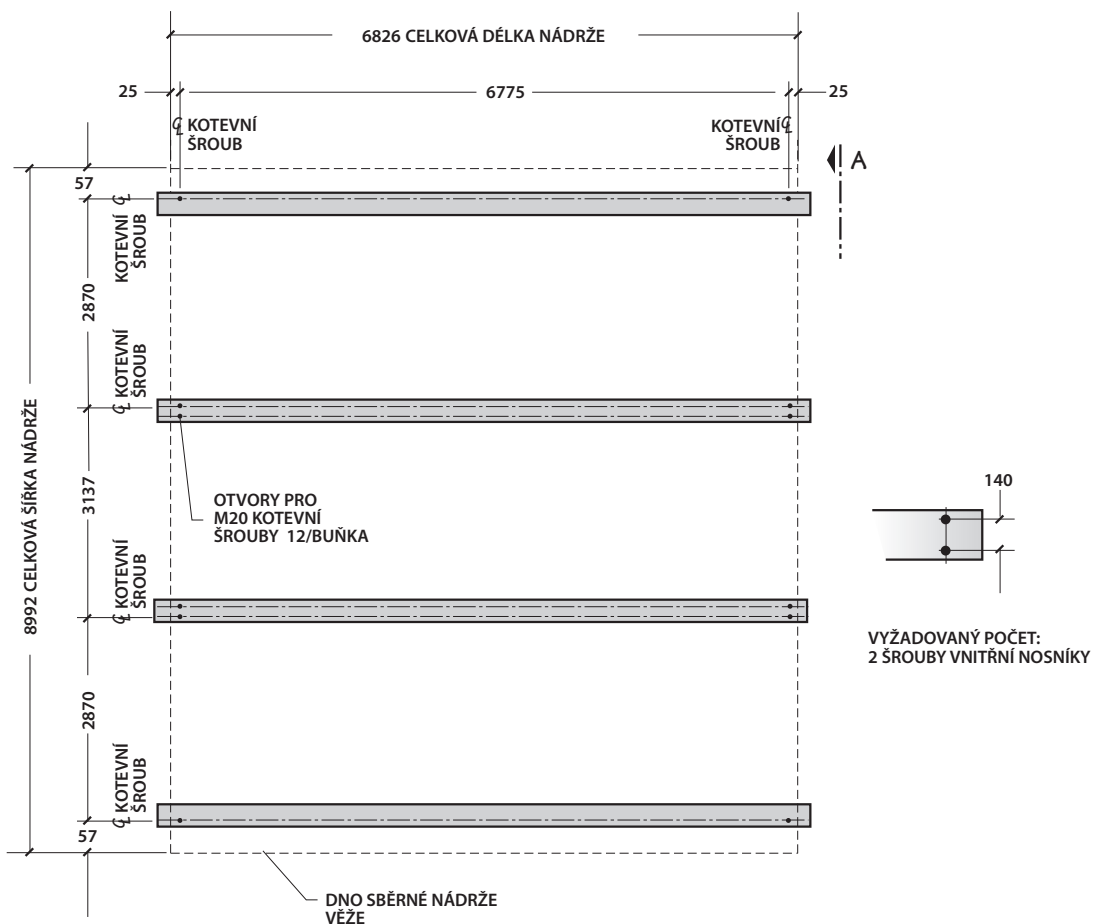 6826 CELKOVÁ DÉLKA NÁDRŽE
25
6775
25
℄ KOTEVNÍ
ŠROUB
KOTEVNÍ ℄
ŠROUB
A
57
℄ KOTEVNÍ
ŠROUB
2870
℄ KOTEVNÍ
ŠROUB
8992 CELKOVÁ ŠÍŘKA NÁDRŽE
3137
OTVORY PRO
M20 KOTEVNÍ
ŠROUBY 12/BUŇKA
140
℄ KOTEVNÍ
ŠROUB
VYŽADOVANÝ POČET:
2 ŠROUBY VNITŘNÍ NOSNÍKY
2870
℄ KOTEVNÍ
ŠROUB
57
DNO SBĚRNÉ NÁDRŽE
VĚŽE